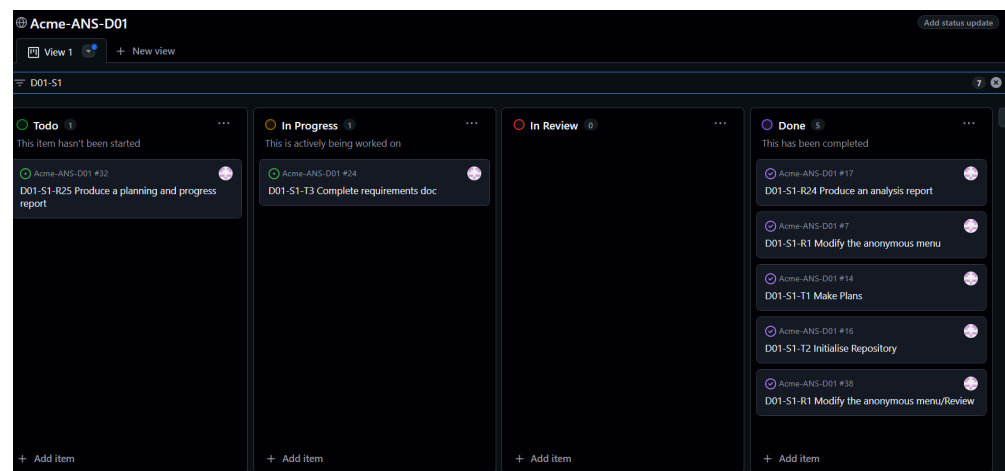 Acme-ANS-D01
Add status update
View 1
+ New view
D01-S1
7
Todo 1 ...
This item hasn't been started
Acme-ANS-D01 #32
D01-S1-R25 Produce a planning and progress
report
+ Add item
In Progress 1 ...
This is actively being worked on
Acme-ANS-D01 #24
D01-S1-T3 Complete requirements doc
+ Add item
In Review 0 ...
+ Add item
Done 5 ...
This has been completed
Acme-ANS-D01 #17
D01-S1-R24 Produce an analysis report
Acme-ANS-D01 #7
D01-S1-R1 Modify the anonymous menu
Acme-ANS-D01 #14
D01-S1-T1 Make Plans
Acme-ANS-D01 #16
D01-S1-T2 Initialise Repository
Acme-ANS-D01 #38
D01-S1-R1 Modify the anonymous menu/Review
+ Add item